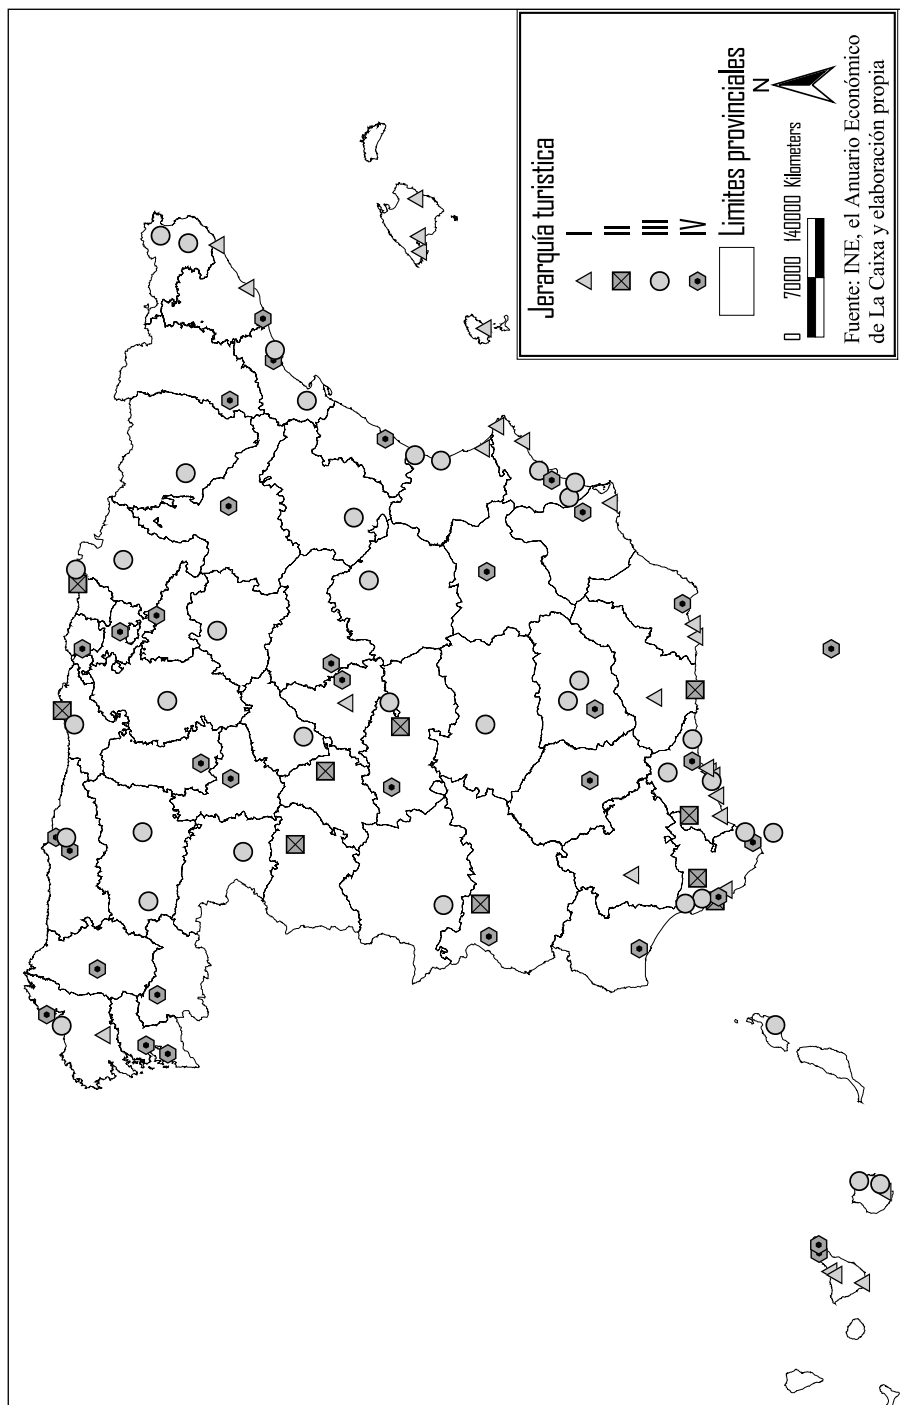 Jerarquía turistica
I
II
III
IV
Limites provinciales
N
0 70000 140000 Kilometers
Fuente: INE, el Anuario Económico
de La Caixa y elaboración propia